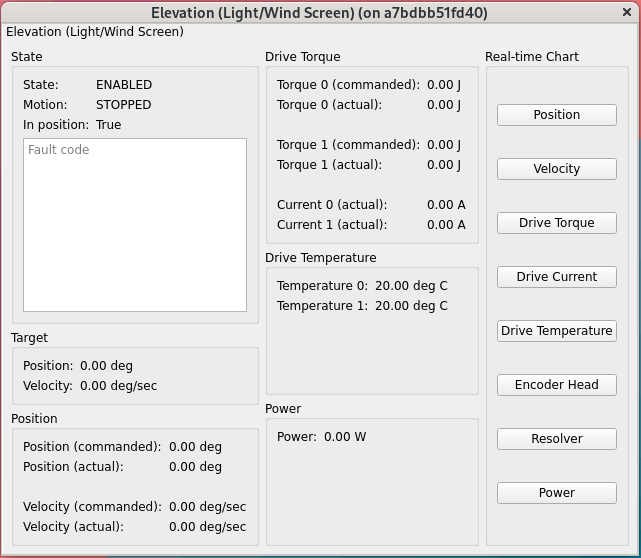 Elevation (Light/Wind Screen) (on a7bdbb51fd40)
×
Elevation (Light/Wind Screen)
State
State: ENABLED
Motion: STOPPED
In position: True
Fault code
Target
Position: 0.00 deg
Velocity: 0.00 deg/sec
Position
Position (commanded): 0.00 deg
Position (actual): 0.00 deg
Velocity (commanded): 0.00 deg/sec
Velocity (actual): 0.00 deg/sec
Drive Torque
Torque 0 (commanded): 0.00 J
Torque 0 (actual): 0.00 J
Torque 1 (commanded): 0.00 J
Torque 1 (actual): 0.00 J
Current 0 (actual): 0.00 A
Current 1 (actual): 0.00 A
Drive Temperature
Temperature 0: 20.00 deg C
Temperature 1: 20.00 deg C
Power
Power: 0.00 W
Real-time Chart
Position
Velocity
Drive Torque
Drive Current
Drive Temperature
Encoder Head
Resolver
Power